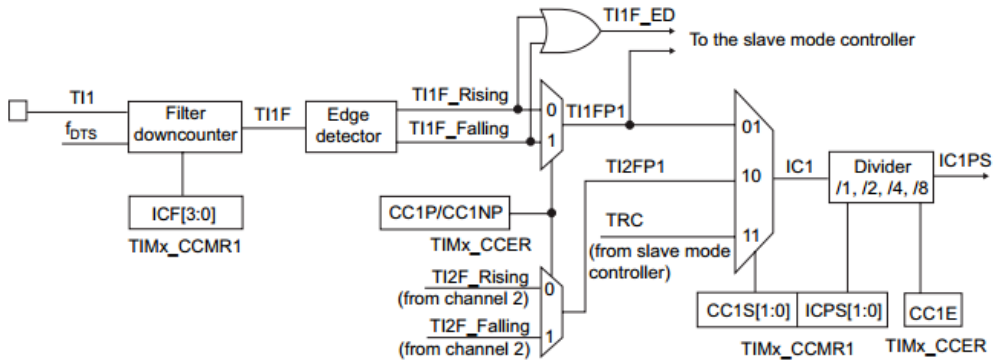 TI1F_ED
To the slave mode controller
TI1
fDTS
Filter
downcounter
TI1F
Edge
detector
TI1F_Rising
TI1F_Falling
0
1
TI1FP1
01
TI2FP1
10
IC1
Divider
/1, /2, /4, /8
IC1PS
ICF[3:0]
TIMx_CCMR1
CC1P/CC1NP
TIMx_CCER
TRC
11
(from slave mode
controller)
TI2F_Rising
(from channel 2)
0
TI2F_Falling
(from channel 2)
1
CC1S[1:0]
ICPS[1:0]
CC1E
TIMx_CCMR1
TIMx_CCER